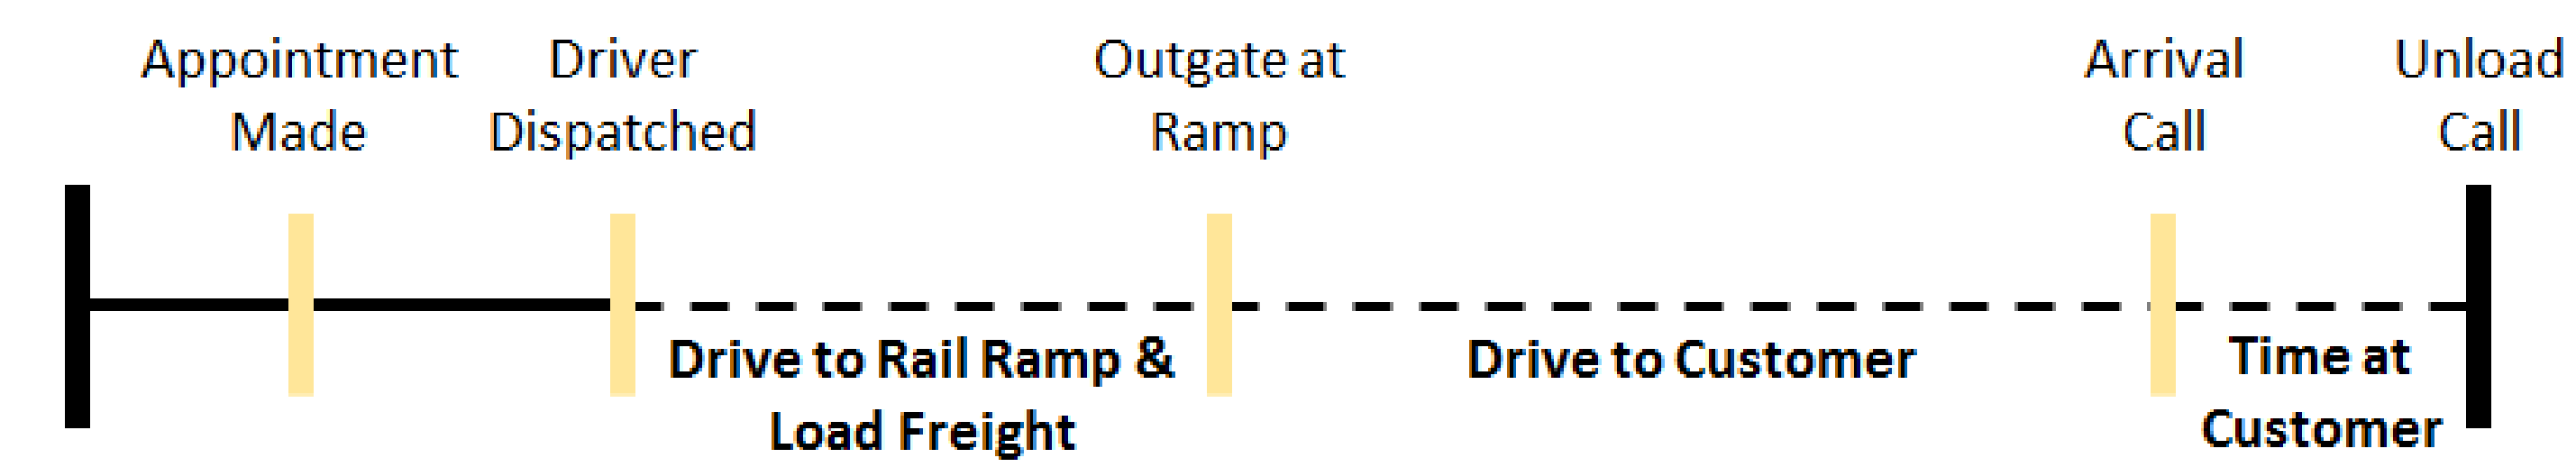 Appointment
Made
Driver
Dispatched
Outgate at
Ramp
Arrival
Call
Unload
Call
Drive to Rail Ramp &
Load Freight
Drive to Customer
Time at
Customer